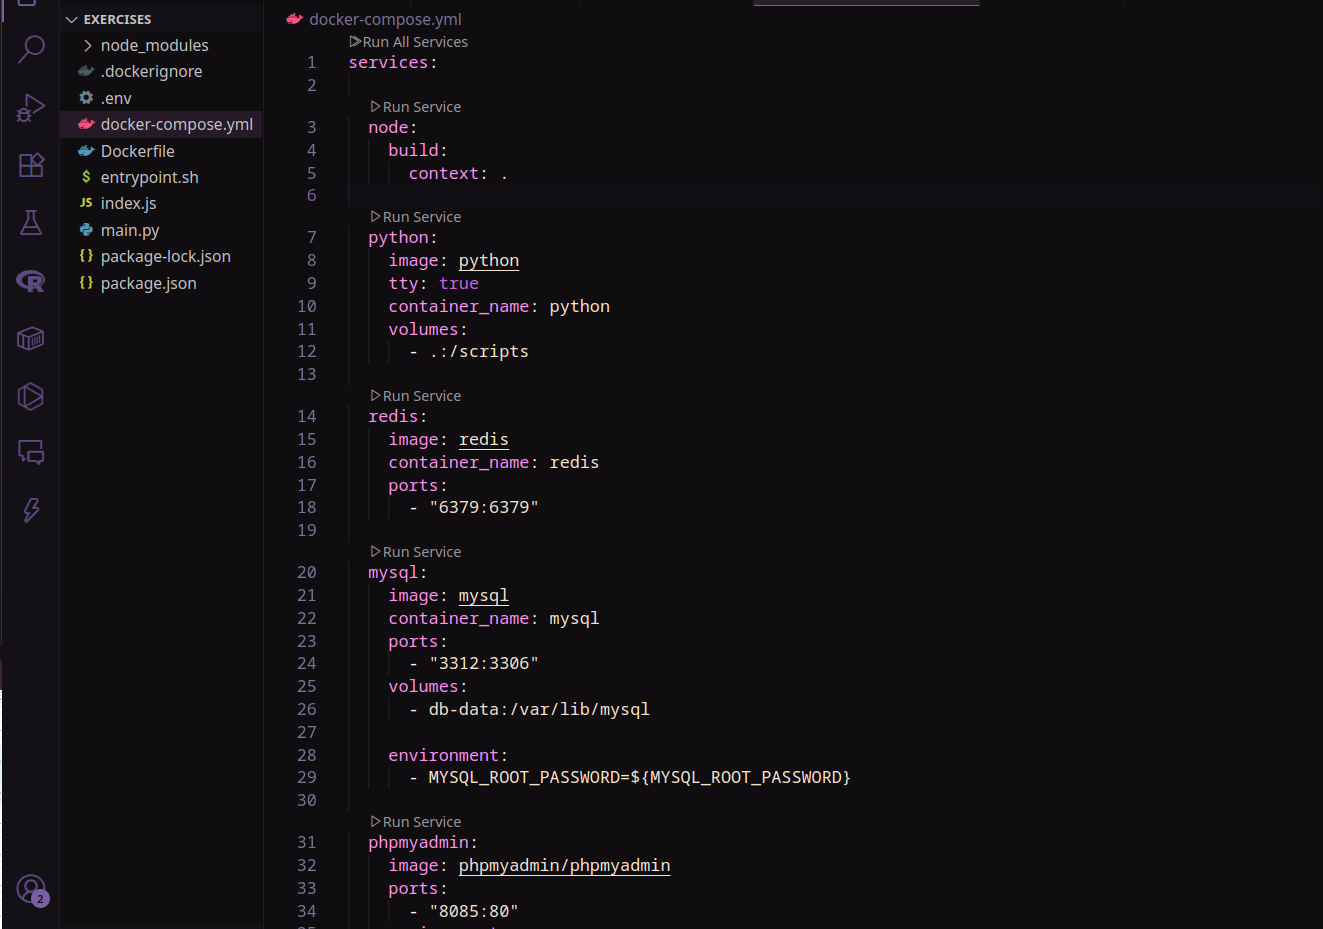 EXERCISES
node_modules
.dockerignore
.env
docker-compose.yml
Dockerfile
$ entrypoint.sh
JS index.js
main.py
{} package-lock.json
{} package.json
2
docker-compose.yml
Run All Services
1 services:
2
Run Service
3 node:
4 build:
5 context: .
6
Run Service
7 python:
8 image: python
9 tty: true
10 container_name: python
11 volumes:
12 - .:/scripts
13
Run Service
14 redis:
15 image: redis
16 container_name: redis
17 ports:
18 - "6379:6379"
19
Run Service
20 mysql:
21 image: mysql
22 container_name: mysql
23 ports:
24 - "3312:3306"
25 volumes:
26 - db-data:/var/lib/mysql
27
28 environment:
29 - MYSQL_ROOT_PASSWORD=${MYSQL_ROOT_PASSWORD}
30
Run Service
31 phpmyadmin:
32 image: phpmyadmin/phpmyadmin
33 ports:
34 - "8085:80"